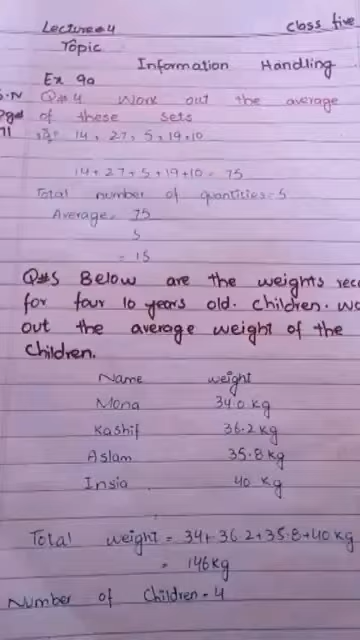 Lecture#4 class five
Topic
Information Handling
Ex 9a
Q#4 Work out the average
of these sets
14, 27, 5, 19, 10
14+27+5+19+10 = 75
Total number of quantities=5
Average= 75
5
= 15
Q#5 Below are the weights rec
for four 10 years old. Children. wo
out the average weight of the
Children.
Name weight
Mona 34.0 kg
Kashif 36.2 kg
Aslam 35.8 kg
Insia 40 kg
Total weight = 34+36.2+35.8+40 kg
= 146kg
Number of Children=4